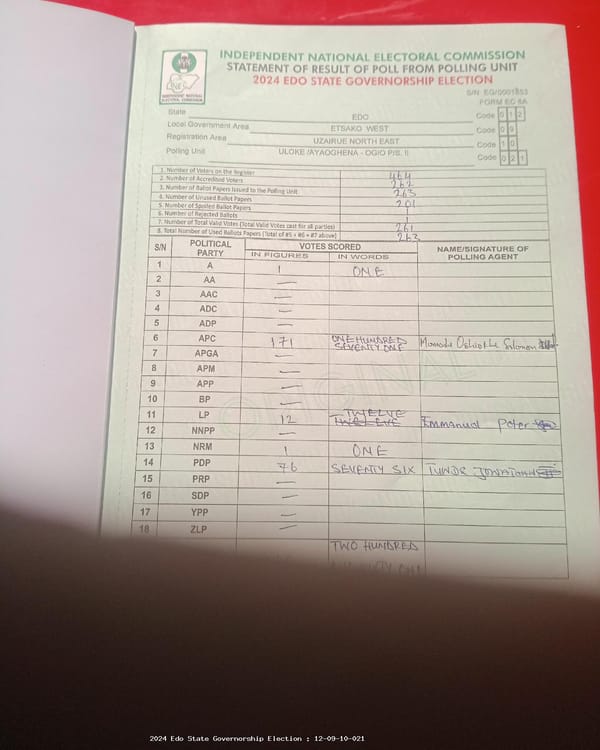 INDEPENDENT NATIONAL ELECTORAL COMMISSION
STATEMENT OF RESULT OF POLL FROM POLLING UNIT
2024 EDO STATE GOVERNORSHIP ELECTION
INDEPENDENT NATIONAL ELECTORAL COMMISSION
S/N EG/0001853
FORM EC 8A
State EDO Code 0 1 2
Local Government Area ETSAKO WEST Code 0 9
Registration Area UZAIRUE NORTH EAST Code 1 0
Polling Unit ULOKE /AYAOGHENA - OGIO P/S. II Code 0 2 1
1. Number of Voters on the Register 464
2. Number of Accredited Voters 262
3. Number of Ballot Papers Issued to the Polling Unit 263
4. Number of Unused Ballot Papers 201
5. Number of Spoiled Ballot Papers 1
6. Number of Rejected Ballots 1
7. Number of Total Valid Votes (Total Valid Votes cast for all parties) 261
8. Total Number of Used Ballots Papers (Total of #5 + #6 + #7 above) 263
S/N POLITICAL PARTY VOTES SCORED NAME/SIGNATURE OF POLLING AGENT
IN FIGURES IN WORDS
1 A 1 ONE
2 AA —
3 AAC —
4 ADC —
5 ADP —
6 APC 171 ONE HUNDRED SEVENTY ONE Solomon
7 APGA —
8 APM —
9 APP —
10 BP —
11 LP 12 TWELVE Emmanuel Peter
12 NNPP —
13 NRM 1 ONE
14 PDP 76 SEVENTY SIX TUNDE JONATHAN
15 PRP —
16 SDP —
17 YPP —
18 ZLP —
TWO HUNDRED
ORIGINAL
2024 Edo State Governorship Election : 12-09-10-021